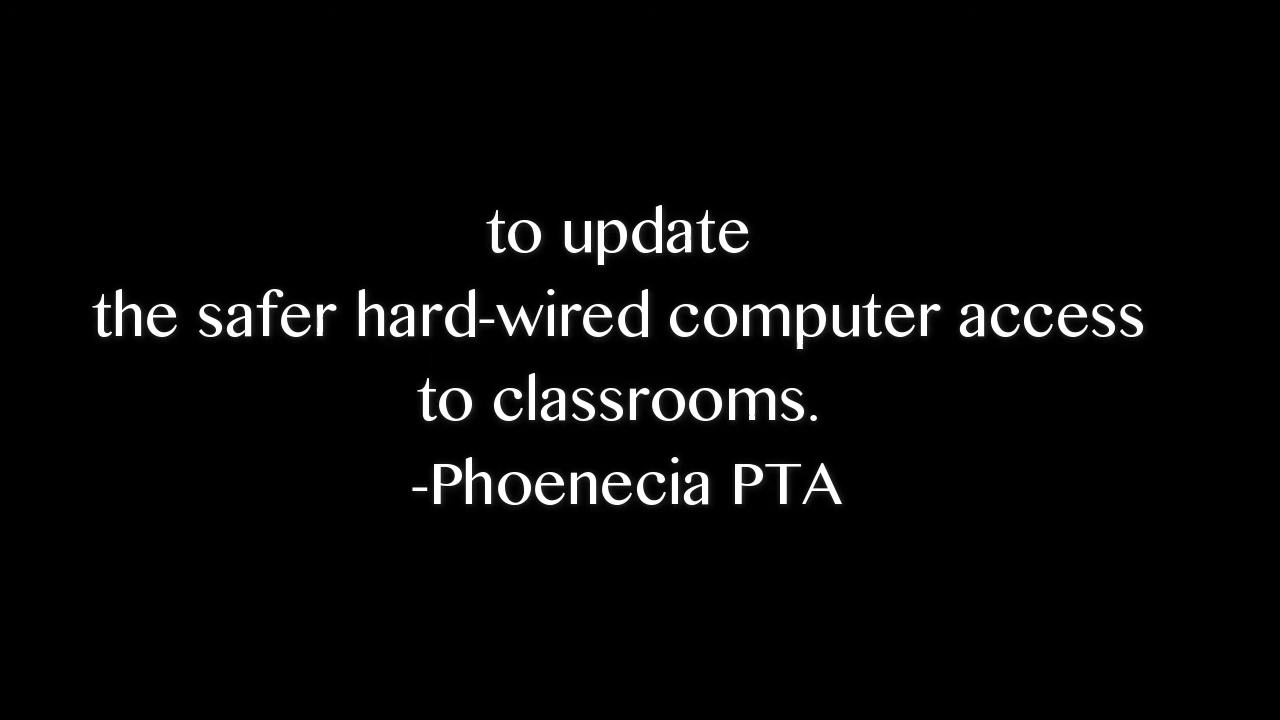 to update
the safer hard-wired computer access
to classrooms.
-Phoenecia PTA